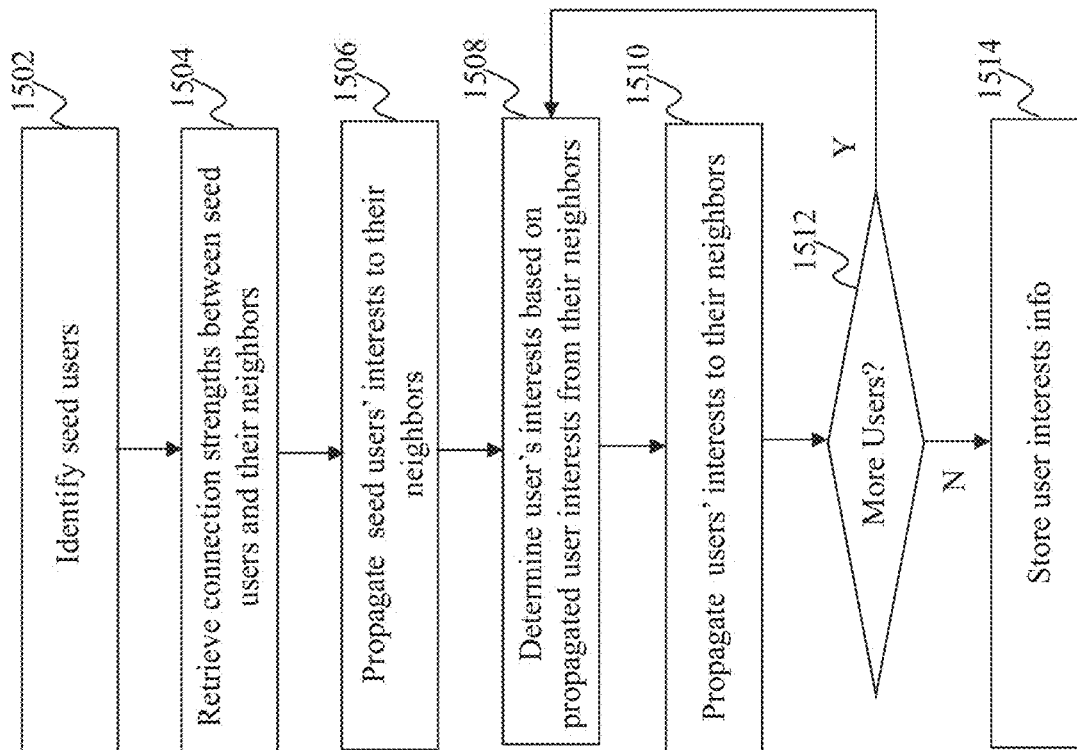 1502
Identify seed users
1504
Retrieve connection strengths between seed
users and their neighbors
1506
Propagate seed users' interests to their
neighbors
1508
Determine user's interests based on
propagated user interests from their neighbors
1510
Propagate users' interests to their neighbors
1512
More Users?
Y
N
1514
Store user interests info